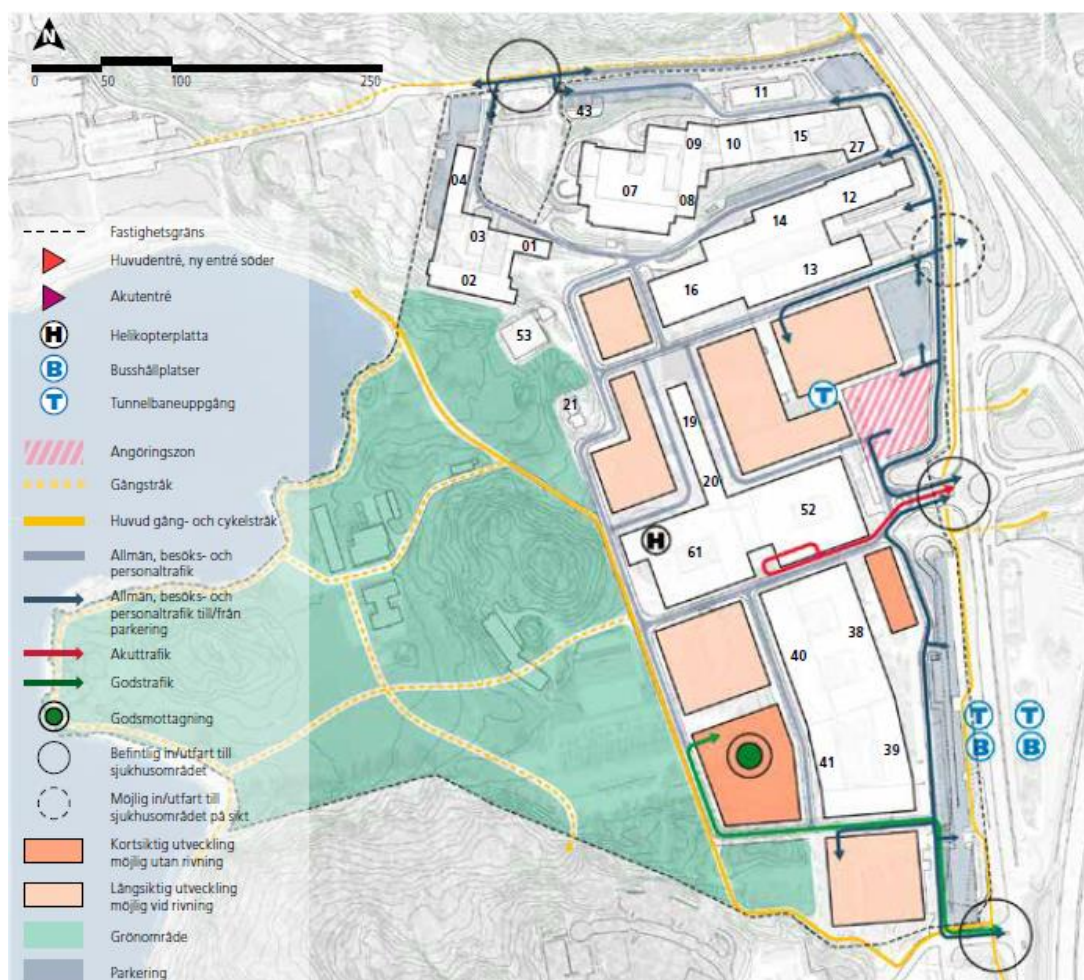 N
0 50 100 250
Fastighetsgräns
Huvudentré, ny entré söder
Akutentré
H
Helikopterplatta
B
Busshållplatser
T
Tunnelbaneuppgång
Angöringszon
Gångstråk
Huvud gång- och cykelstråk
Allmän, besöks- och
personaltrafik
Allmän, besöks- och
personaltrafik till/från
parkering
Akuttrafik
Godstrafik
Godsmottagning
Befintlig in/utfart till
sjukhusområdet
Möjlig in/utfart till
sjukhusområdet på sikt
Kortsiktig utveckling
möjlig utan rivning
Långsiktig utveckling
möjlig vid rivning
Grönområde
Parkering
11
43
15
09
10
27
04
07
08
12
14
03
01
13
02
16
53
T
21
19
20
52
H
61
38
40
T T
B B
41
39